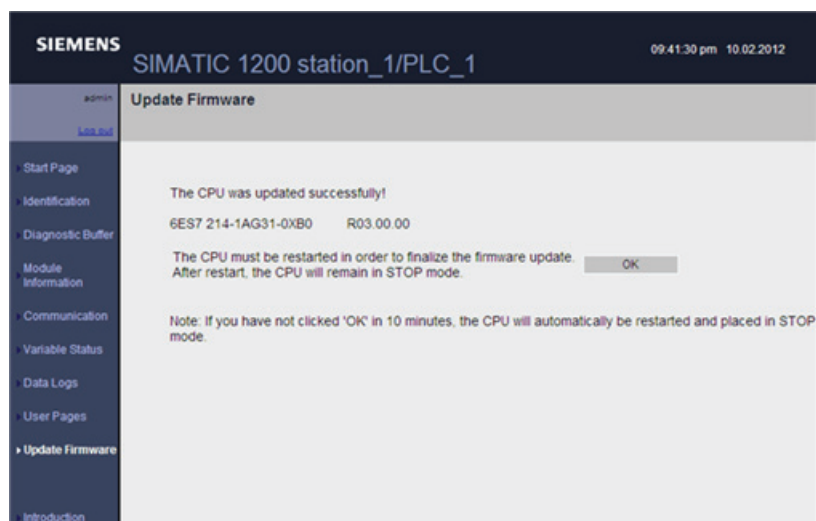 SIEMENS
SIMATIC 1200 station_1/PLC_1
09:41:30 pm 10.02.2012
admin
Log out
Update Firmware
Start Page
Identification
Diagnostic Buffer
Module
Information
Communication
Variable Status
Data Logs
User Pages
Update Firmware
Introduction
The CPU was updated successfully!
6ES7 214-1AG31-0XB0 R03.00.00
The CPU must be restarted in order to finalize the firmware update.
After restart, the CPU will remain in STOP mode.
OK
Note: If you have not clicked 'OK' in 10 minutes, the CPU will automatically be restarted and placed in STOP
mode.